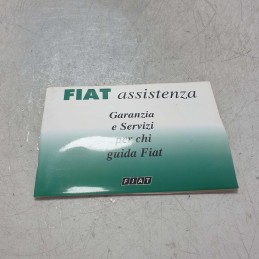 FIAT assistenza
Garanzia
e Servizi
per chi
guida Fiat
FIAT